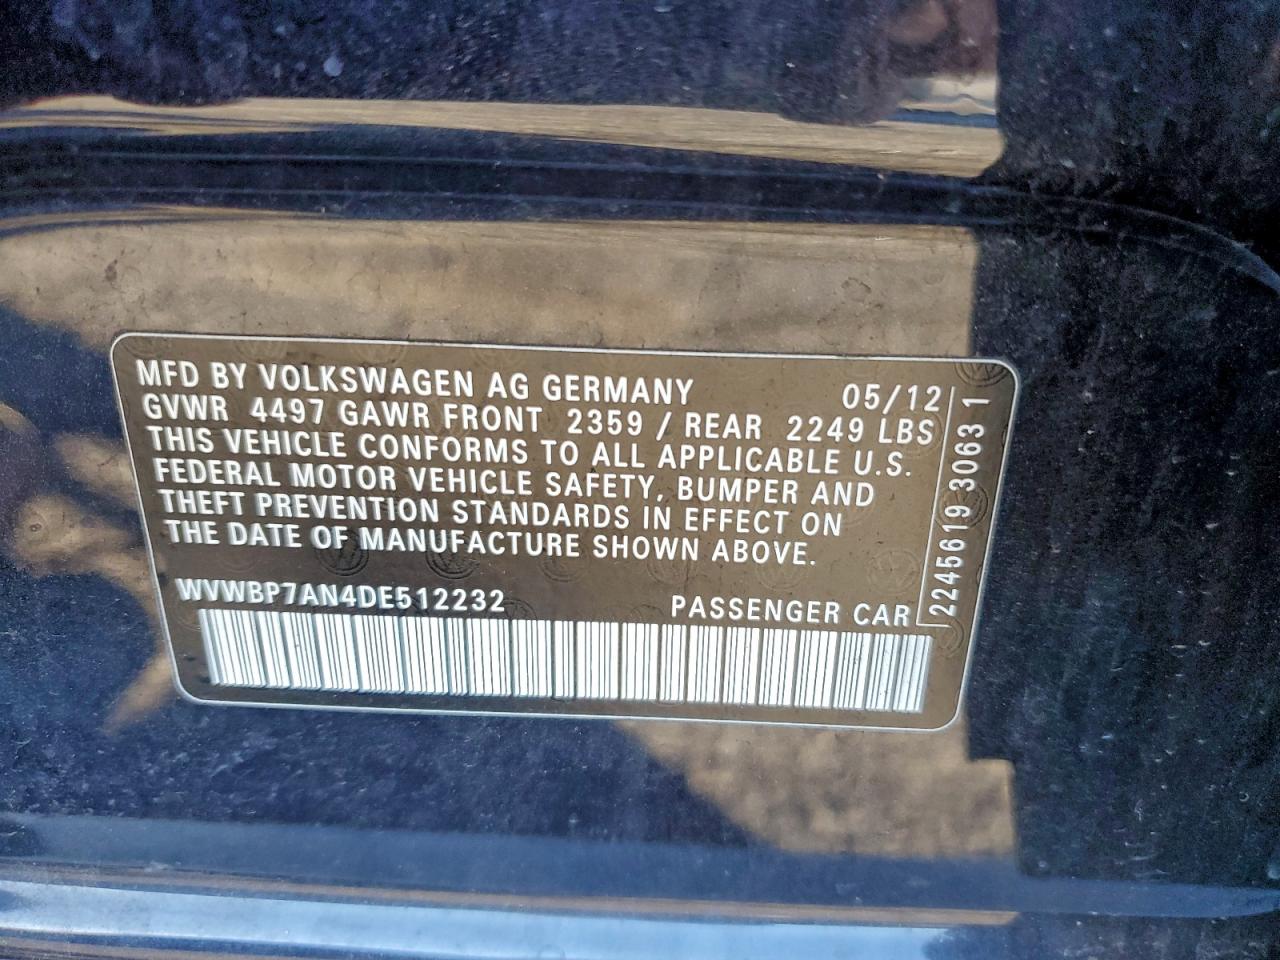 MFD BY VOLKSWAGEN AG GERMANY 05/12
GVWR 4497 GAWR FRONT 2359 / REAR 2249 LBS
THIS VEHICLE CONFORMS TO ALL APPLICABLE U.S.
FEDERAL MOTOR VEHICLE SAFETY, BUMPER AND
THEFT PREVENTION STANDARDS IN EFFECT ON
THE DATE OF MANUFACTURE SHOWN ABOVE.
WVWBP7AN4DE512232 PASSENGER CAR
2245619 3063 1